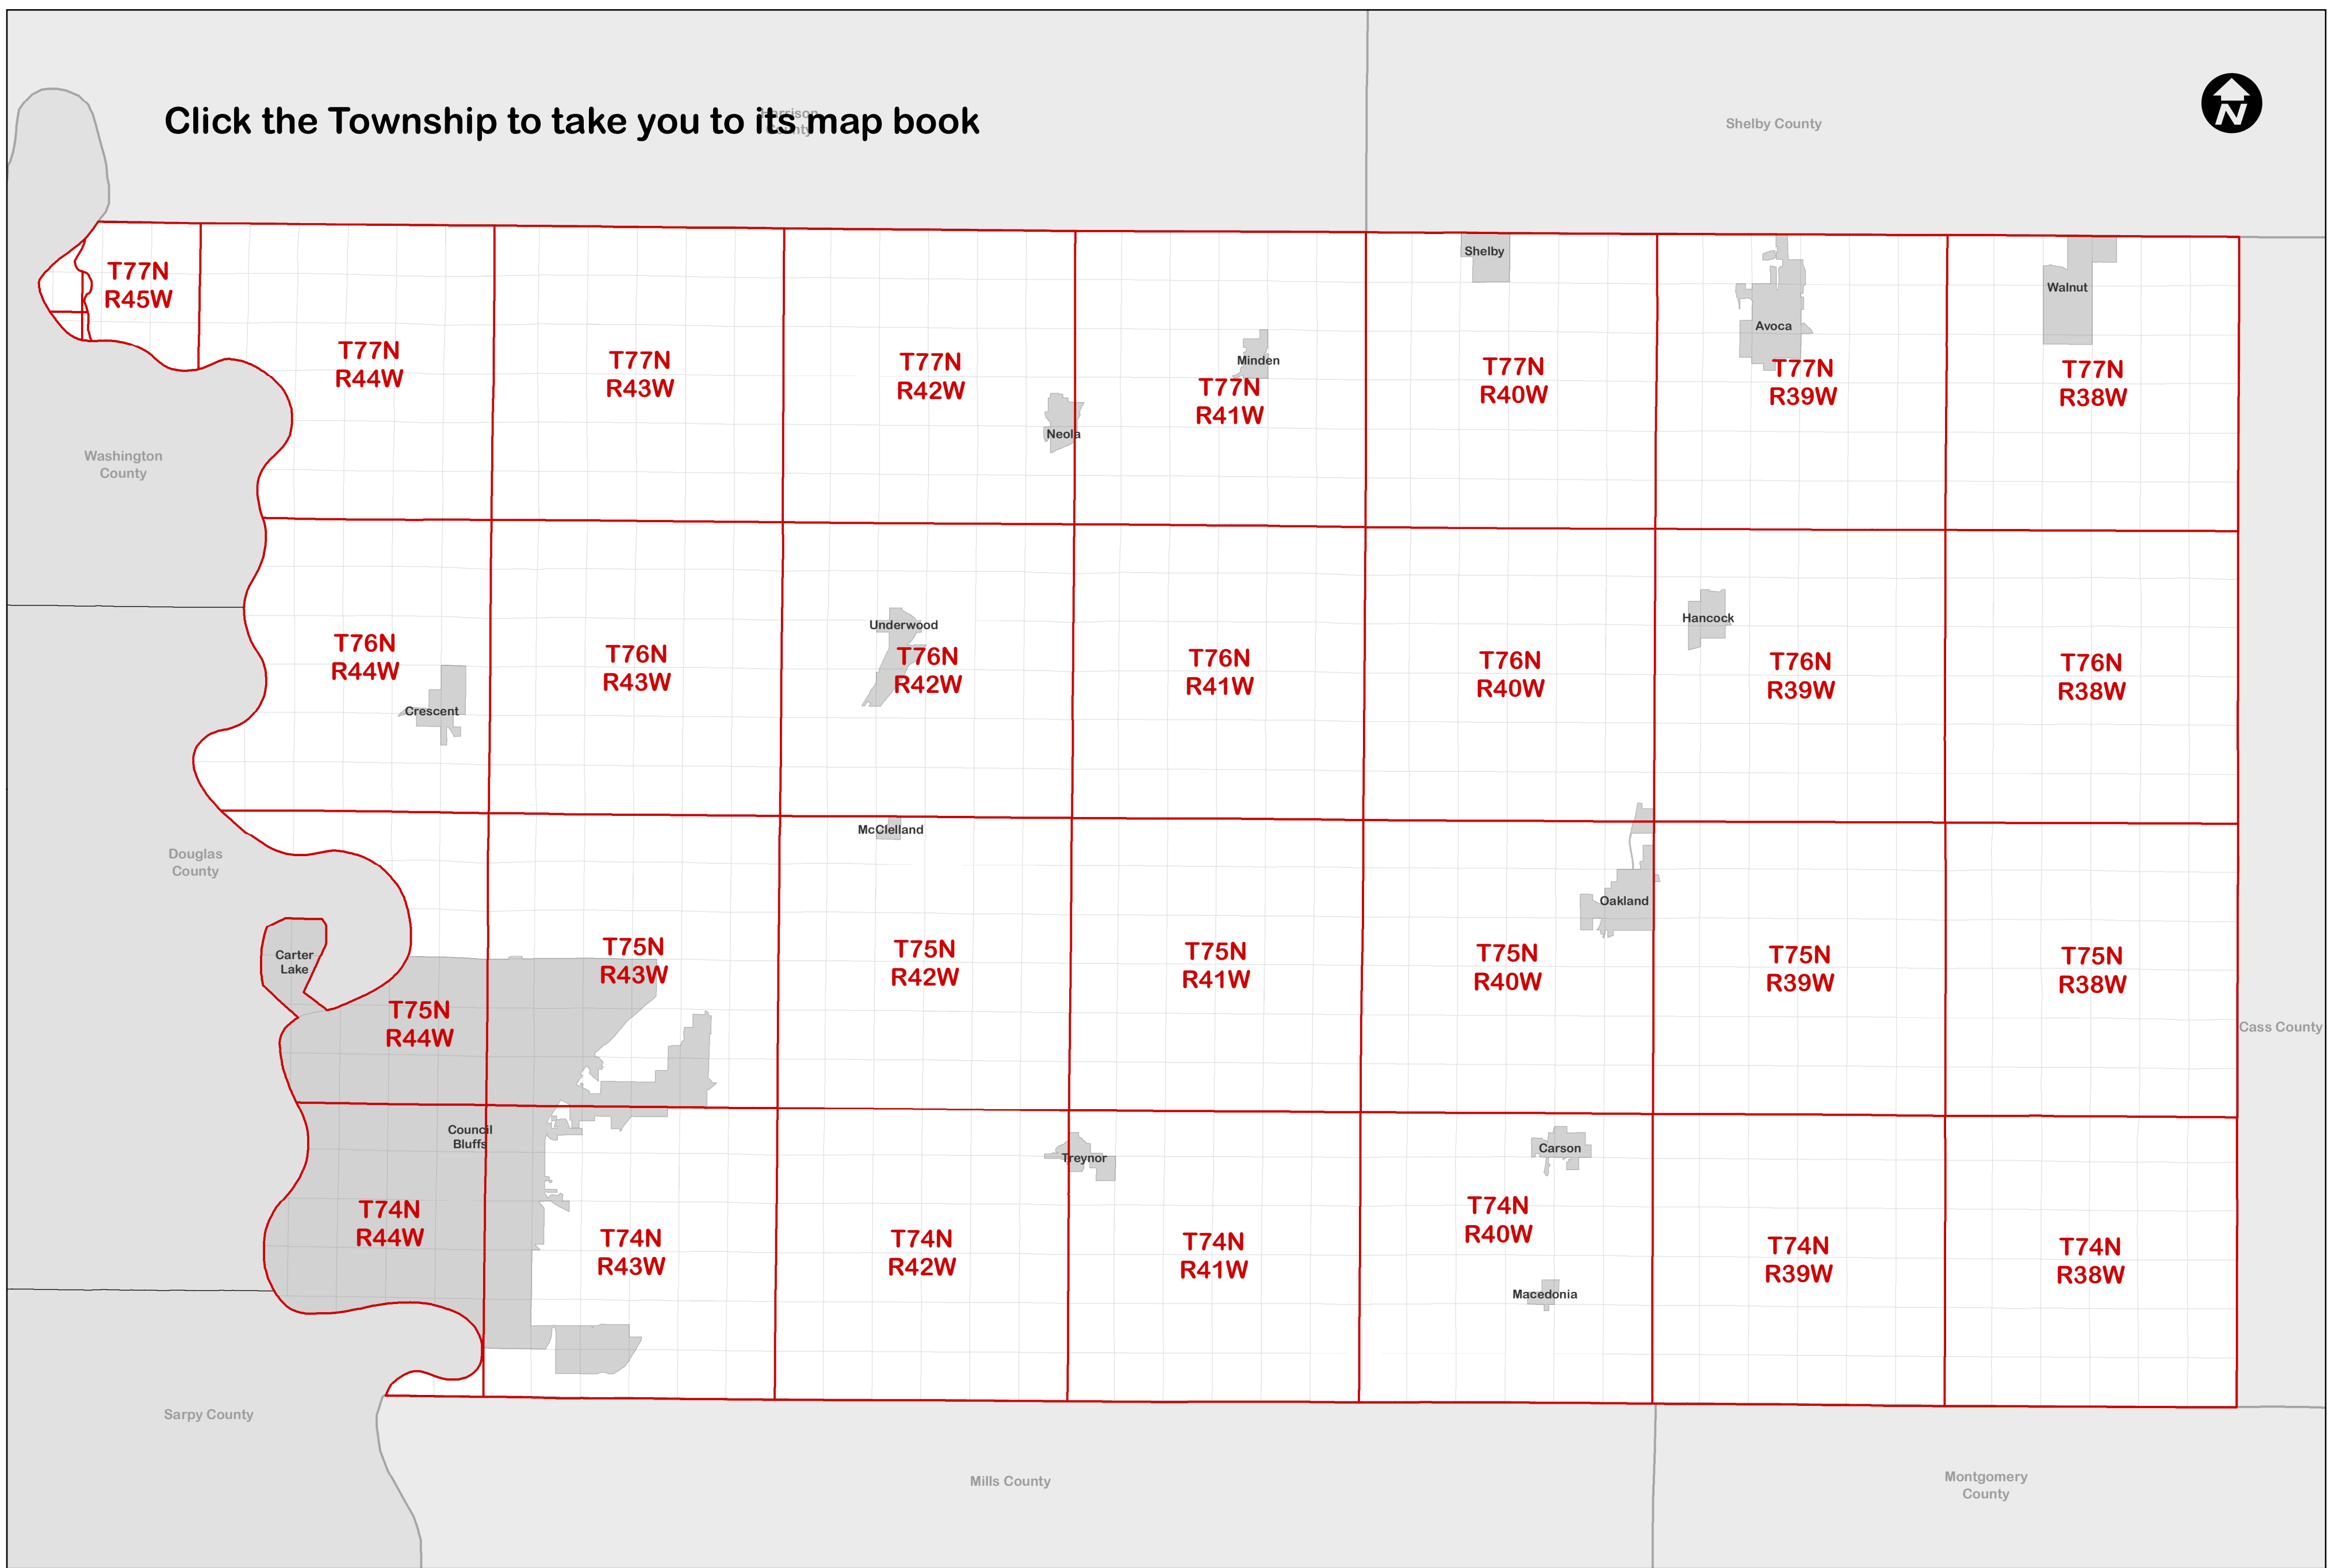 Click the Township to take you to its map book
Harrison
County
Shelby County
N
T77N
R45W
Shelby
Walnut
Avoca
T77N
R44W
T77N
R43W
T77N
R42W
Minden
T77N
R41W
T77N
R40W
T77N
R39W
T77N
R38W
Neola
Washington
County
Underwood
Hancock
T76N
R44W
T76N
R43W
T76N
R42W
T76N
R41W
T76N
R40W
T76N
R39W
T76N
R38W
Crescent
McClelland
Douglas
County
Oakland
Carter
Lake
T75N
R44W
T75N
R43W
T75N
R42W
T75N
R41W
T75N
R40W
T75N
R39W
T75N
R38W
Cass County
Council
Bluffs
Treynor
Carson
T74N
R44W
T74N
R43W
T74N
R42W
T74N
R41W
T74N
R40W
T74N
R39W
T74N
R38W
Macedonia
Sarpy County
Mills County
Montgomery
County